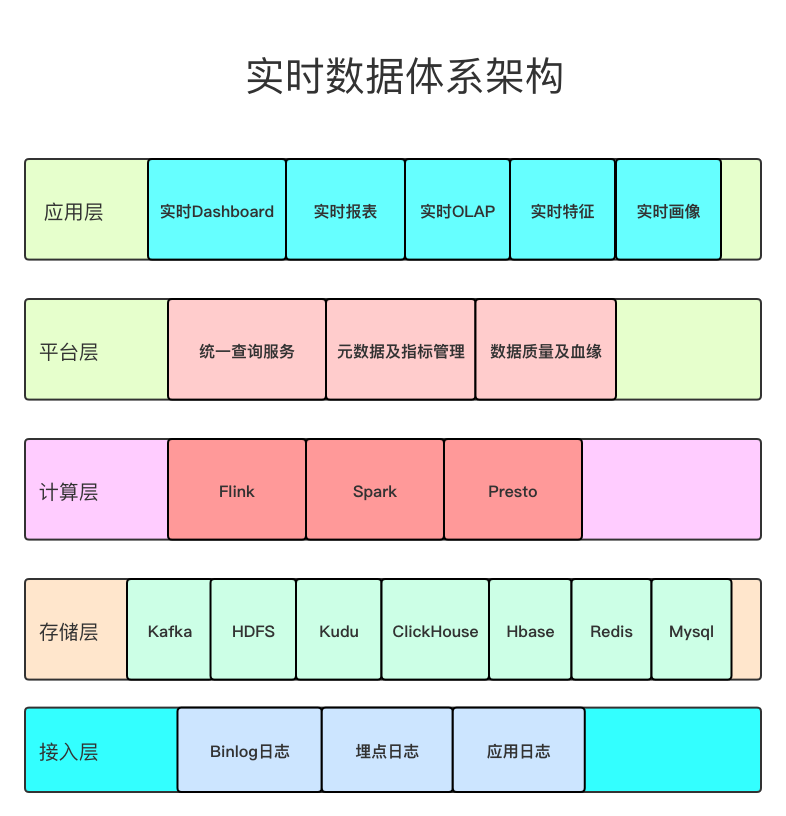 实时数据体系架构
应用层
实时Dashboard
实时报表
实时OLAP
实时特征
实时画像
平台层
统一查询服务
元数据及指标管理
数据质量及血缘
计算层
Flink
Spark
Presto
存储层
Kafka
HDFS
Kudu
ClickHouse
Hbase
Redis
Mysql
接入层
Binlog日志
埋点日志
应用日志